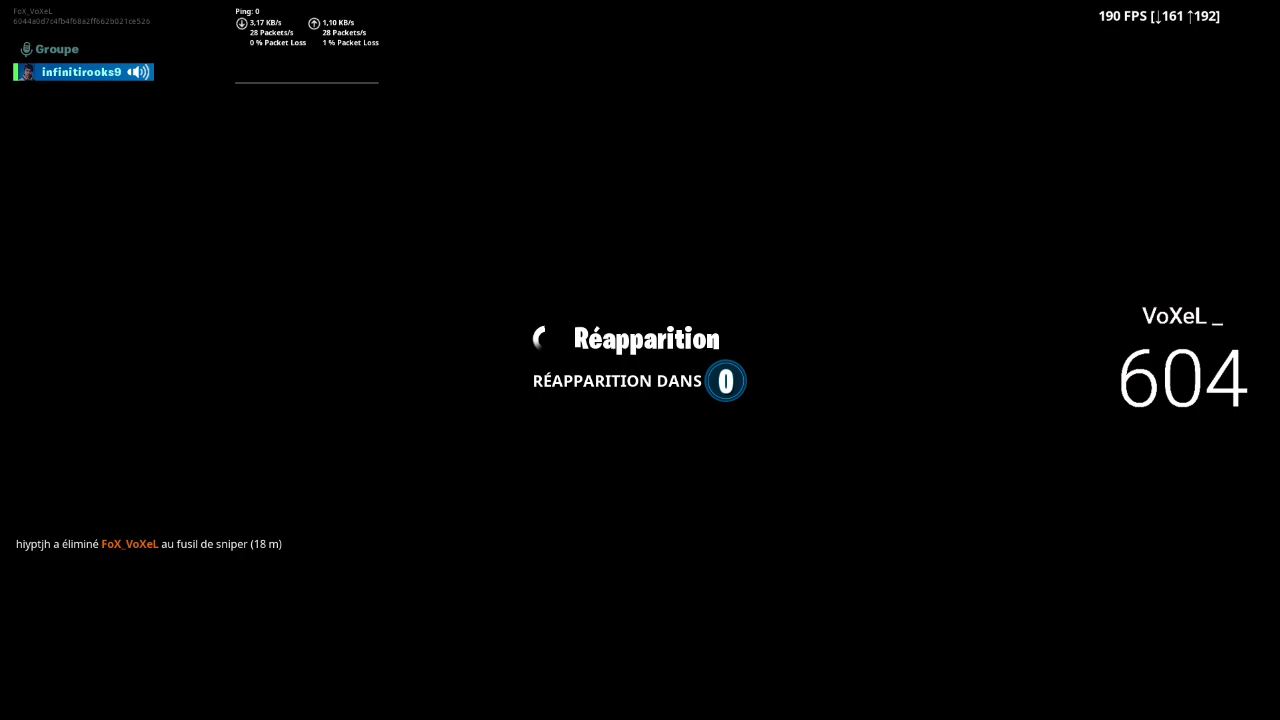 FoX_VoXeL
6044a0d7c4fb4f68a2ff662b021ce526
Groupe
infinitirooks9
Ping: 0
3,17 KB/s
28 Packets/s
0 % Packet Loss
1,10 KB/s
28 Packets/s
1 % Packet Loss
190 FPS [↓161 ↑192]
VoXeL _
604
Réapparition
RÉAPPARITION DANS 0
hiyptjh a éliminé FoX_VoXeL au fusil de sniper (18 m)